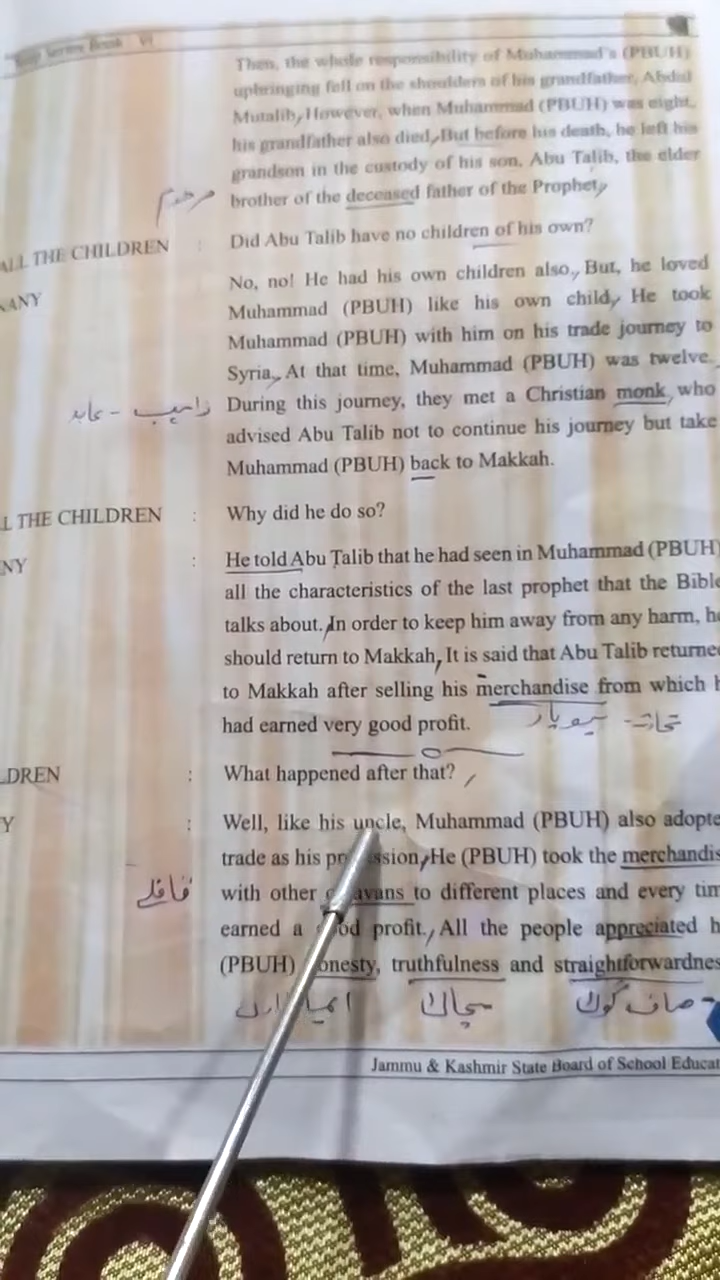 Series Book - VI
Then, the whole responsibility of Muhammad's (PBUH)
upbringing fell on the shoulders of his grandfather, Abdul
Mutalib, However, when Muhammad (PBUH) was eight,
his grandfather also died, But before his death, he left his
grandson in the custody of his son, Abu Talib, the elder
brother of the deceased father of the Prophet,
مرحوم
ALL THE CHILDREN : Did Abu Talib have no children of his own?
NANY No, no! He had his own children also, But, he loved
Muhammad (PBUH) like his own child, He took
Muhammad (PBUH) with him on his trade journey to
Syria, At that time, Muhammad (PBUH) was twelve.
During this journey, they met a Christian monk, who
راہب - عابد
advised Abu Talib not to continue his journey but take
Muhammad (PBUH) back to Makkah.
L THE CHILDREN : Why did he do so?
NY : He told Abu Talib that he had seen in Muhammad (PBUH)
all the characteristics of the last prophet that the Bible
talks about. In order to keep him away from any harm, he
should return to Makkah, It is said that Abu Talib returne
to Makkah after selling his merchandise from which h
had earned very good profit.
LDREN : What happened after that?
Y : Well, like his uncle, Muhammad (PBUH) also adopte
trade as his pr ssion, He (PBUH) took the merchandis
قافلے
with other avans to different places and every tim
earned a od profit. All the people appreciated h
(PBUH) onesty, truthfulness and straightforwardnes
صاف گوئی
Jammu & Kashmir State Board of School Educat